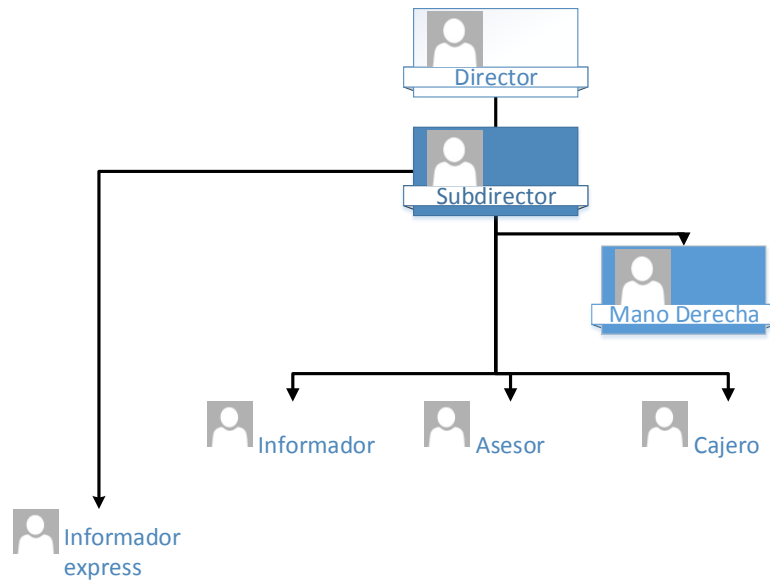 Director
Subdirector
Mano Derecha
Informador
Asesor
Cajero
Informador
express